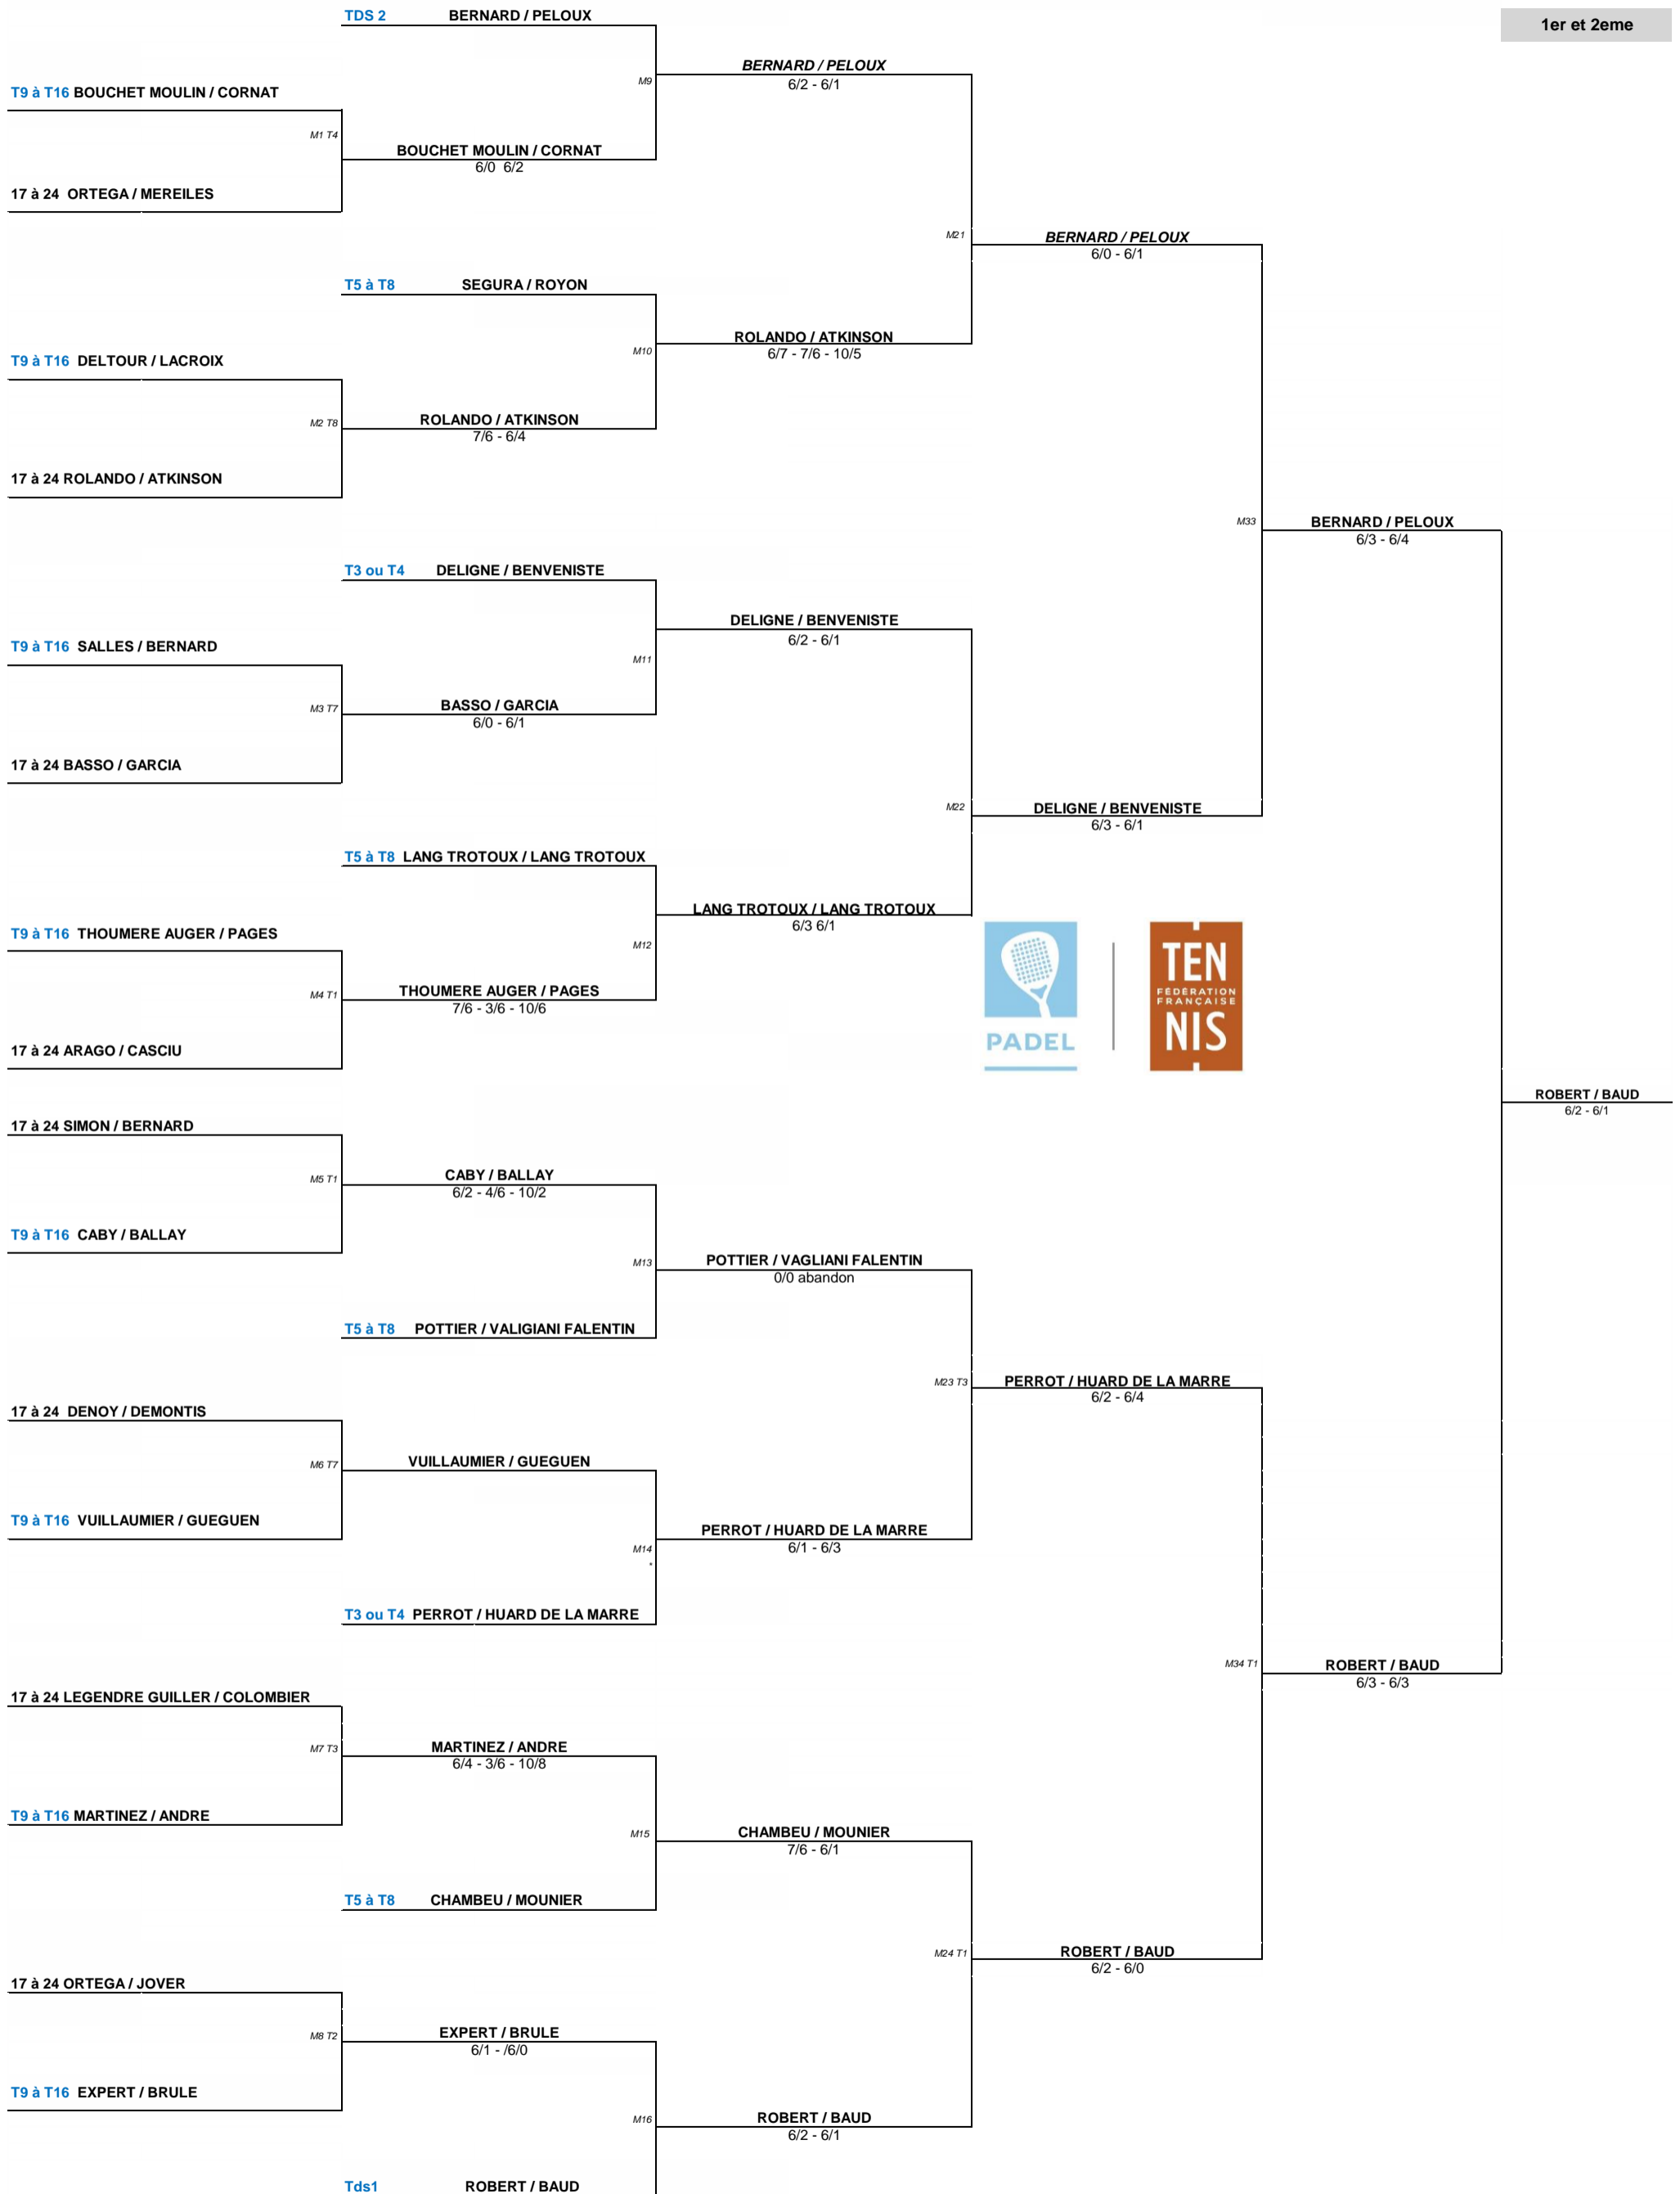 TDS 2 BERNARD / PELOUX
1er et 2eme
BERNARD / PELOUX
6/2 - 6/1
M9
T9 à T16 BOUCHET MOULIN / CORNAT
M1 T4
BOUCHET MOULIN / CORNAT
6/0 6/2
17 à 24 ORTEGA / MEREILES
M21
BERNARD / PELOUX
6/0 - 6/1
T5 à T8 SEGURA / ROYON
ROLANDO / ATKINSON
6/7 - 7/6 - 10/5
M10
T9 à T16 DELTOUR / LACROIX
M2 T8
ROLANDO / ATKINSON
7/6 - 6/4
17 à 24 ROLANDO / ATKINSON
M33
BERNARD / PELOUX
6/3 - 6/4
T3 ou T4 DELIGNE / BENVENISTE
DELIGNE / BENVENISTE
6/2 - 6/1
T9 à T16 SALLES / BERNARD
M11
M3 T7
BASSO / GARCIA
6/0 - 6/1
17 à 24 BASSO / GARCIA
M22
DELIGNE / BENVENISTE
6/3 - 6/1
T5 à T8 LANG TROTOUX / LANG TROTOUX
LANG TROTOUX / LANG TROTOUX
6/3 6/1
T9 à T16 THOUMERE AUGER / PAGES
M12
M4 T1
THOUMERE AUGER / PAGES
7/6 - 3/6 - 10/6
17 à 24 ARAGO / CASCIU
PADEL
TEN
FÉDÉRATION
FRANÇAISE
NIS
ROBERT / BAUD
6/2 - 6/1
17 à 24 SIMON / BERNARD
M5 T1
CABY / BALLAY
6/2 - 4/6 - 10/2
T9 à T16 CABY / BALLAY
M13
POTTIER / VAGLIANI FALENTIN
0/0 abandon
T5 à T8 POTTIER / VALIGIANI FALENTIN
M23 T3
PERROT / HUARD DE LA MARRE
6/2 - 6/4
17 à 24 DENOY / DEMONTIS
M6 T7
VUILLAUMIER / GUEGUEN
T9 à T16 VUILLAUMIER / GUEGUEN
PERROT / HUARD DE LA MARRE
6/1 - 6/3
M14
*
T3 ou T4 PERROT / HUARD DE LA MARRE
M34 T1
ROBERT / BAUD
6/3 - 6/3
17 à 24 LEGENDRE GUILLER / COLOMBIER
M7 T3
MARTINEZ / ANDRE
6/4 - 3/6 - 10/8
T9 à T16 MARTINEZ / ANDRE
M15
CHAMBEU / MOUNIER
7/6 - 6/1
T5 à T8 CHAMBEU / MOUNIER
M24 T1
ROBERT / BAUD
6/2 - 6/0
17 à 24 ORTEGA / JOVER
M8 T2
EXPERT / BRULE
6/1 - /6/0
T9 à T16 EXPERT / BRULE
M16
ROBERT / BAUD
6/2 - 6/1
Tds1 ROBERT / BAUD